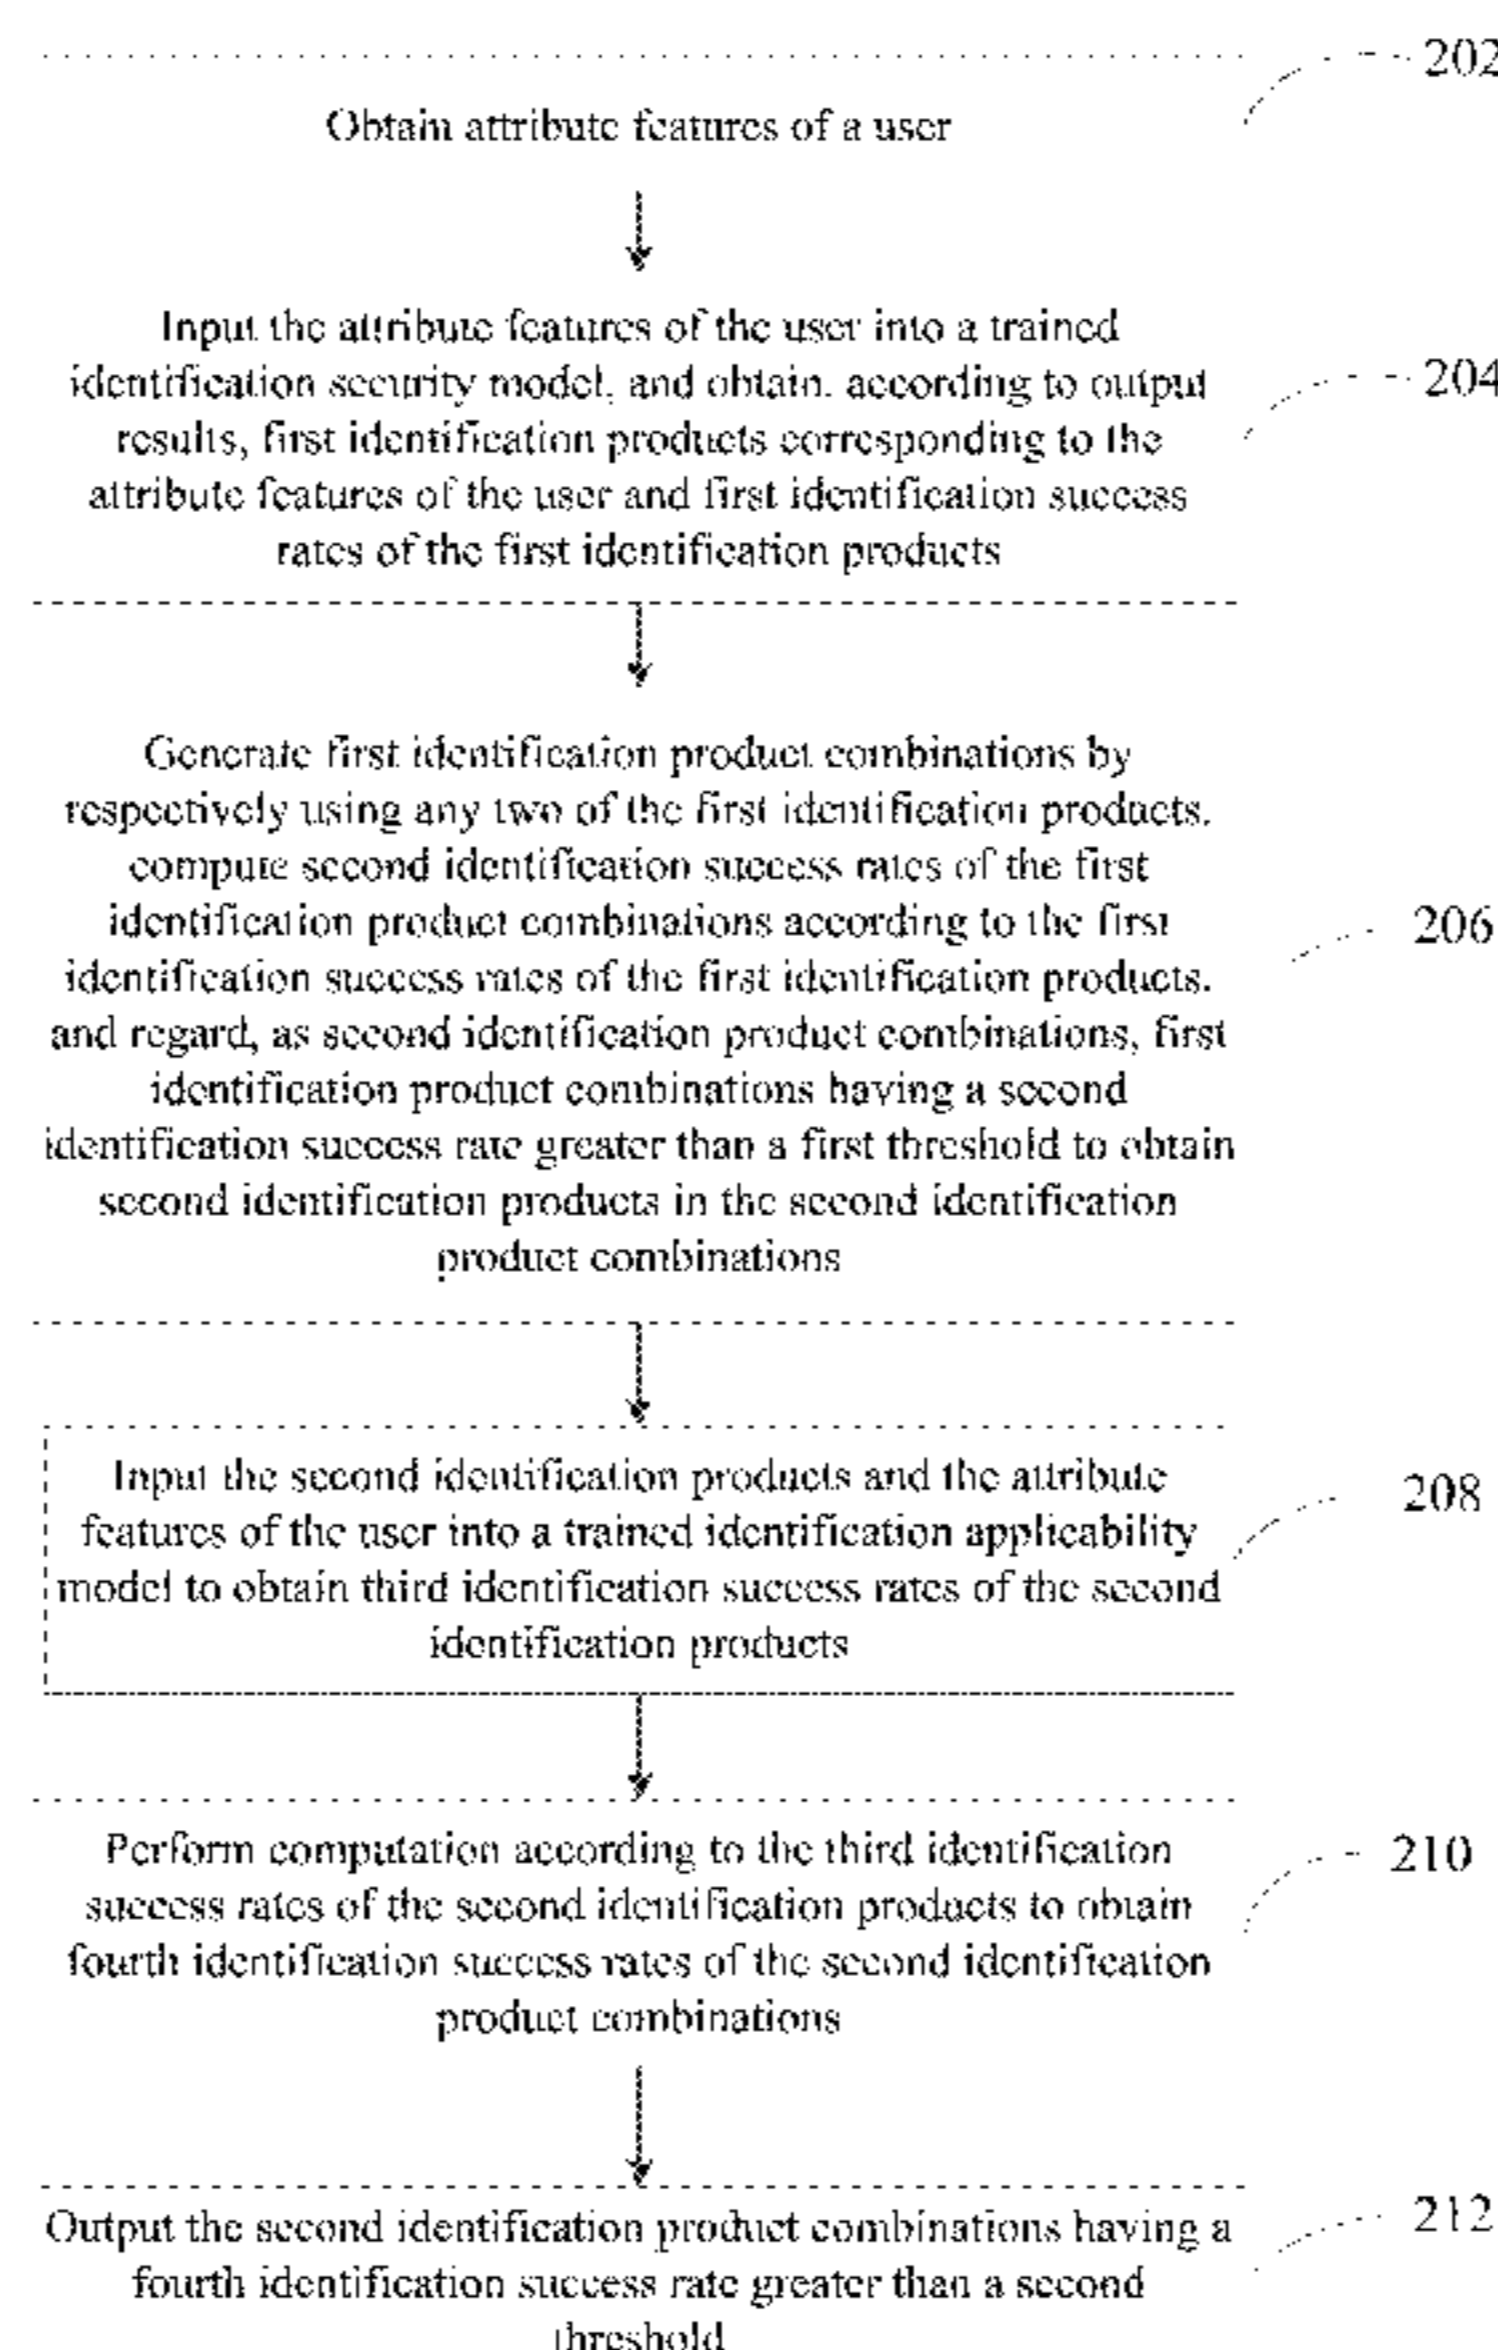 202
Obtain attribute features of a user
Input the attribute features of the user into a trained
identification security model, and obtain, according to output
results, first identification products corresponding to the
attribute features of the user and first identification success
rates of the first identification products
204
Generate first identification product combinations by
respectively using any two of the first identification products,
compute second identification success rates of the first
identification product combinations according to the first
identification success rates of the first identification products,
and regard, as second identification product combinations, first
identification product combinations having a second
identification success rate greater than a first threshold to obtain
second identification products in the second identification
product combinations
206
Input the second identification products and the attribute
features of the user into a trained identification applicability
model to obtain third identification success rates of the second
identification products
208
Perform computation according to the third identification
success rates of the second identification products to obtain
fourth identification success rates of the second identification
product combinations
210
Output the second identification product combinations having a
fourth identification success rate greater than a second
threshold
212